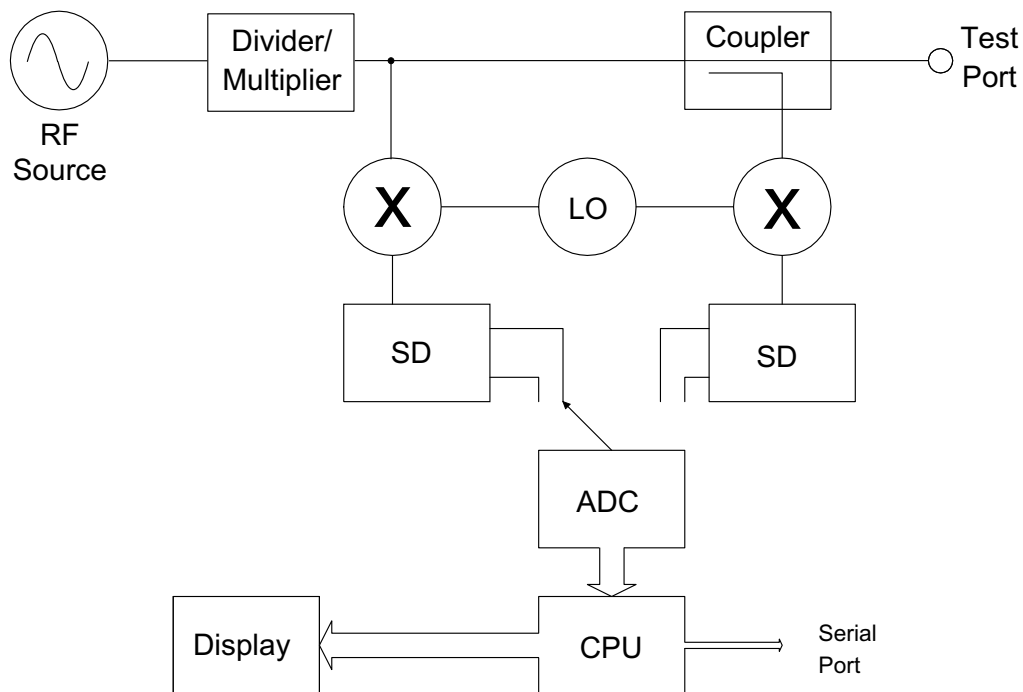 RF
Source
Divider/
Multiplier
Coupler
Test
Port
X
LO
X
SD
SD
ADC
Display
CPU
Serial
Port